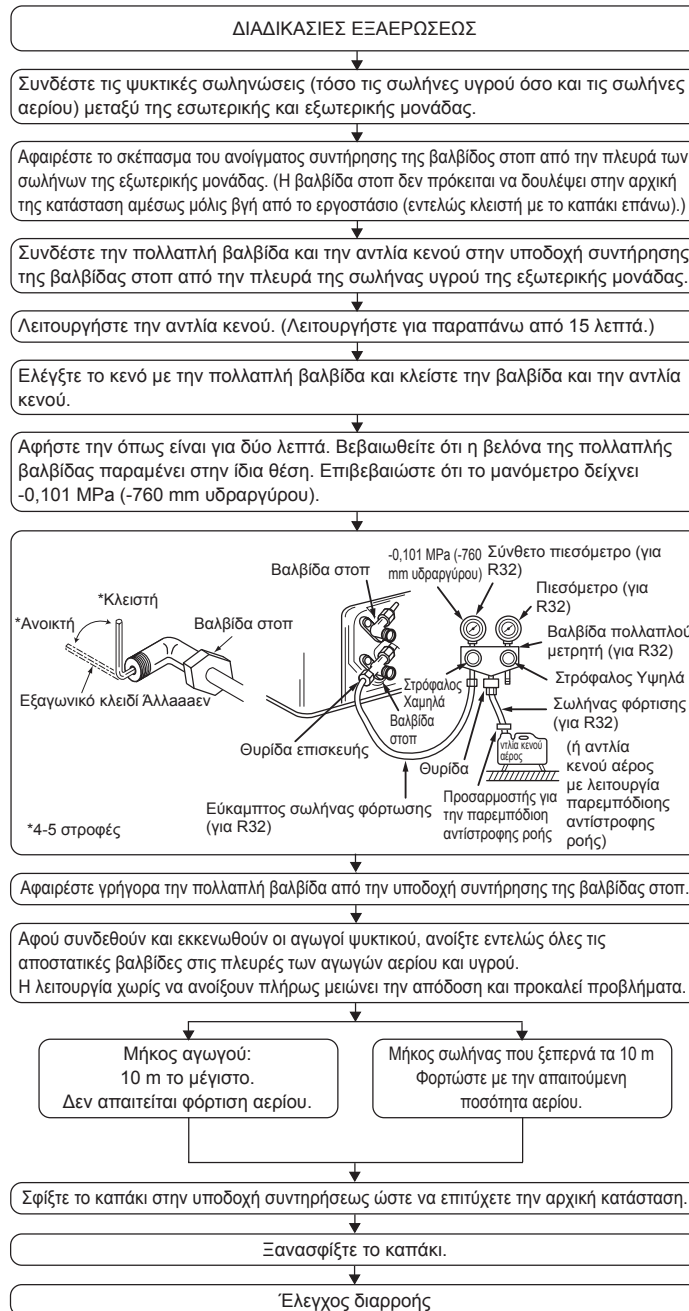 ΔΙΑΔΙΚΑΣΙΕΣ ΕΞΑΕΡΩΣΕΩΣ
Συνδέστε τις ψυκτικές σωληνώσεις (τόσο τις σωλήνες υγρού όσο και τις σωλήνες
αερίου) μεταξύ της εσωτερικής και εξωτερικής μονάδας.
Αφαιρέστε το σκέπασμα του ανοίγματος συντήρησης της βαλβίδος στοπ από την πλευρά των
σωλήνων της εξωτερικής μονάδας. (Η βαλβίδα στοπ δεν πρόκειται να δουλέψει στην αρχική
της κατάσταση αμέσως μόλις βγή από το εργοστάσιο (εντελώς κλειστή με το καπάκι επάνω).)
Συνδέστε την πολλαπλή βαλβίδα και την αντλία κενού στην υποδοχή συντήρησης
της βαλβίδας στοπ από την πλευρά της σωλήνας υγρού της εξωτερικής μονάδας.
Λειτουργήστε την αντλία κενού. (Λειτουργήστε για παραπάνω από 15 λεπτά.)
Ελέγξτε το κενό με την πολλαπλή βαλβίδα και κλείστε την βαλβίδα και την αντλία
κενού.
Αφήστε την όπως είναι για δύο λεπτά. Βεβαιωθείτε ότι η βελόνα της πολλαπλής
βαλβίδας παραμένει στην ίδια θέση. Επιβεβαιώστε ότι το μανόμετρο δείχνει
-0,101 MPa (-760 mm υδραργύρου).
*Κλειστή
*Ανοικτή
Βαλβίδα στοπ
Εξαγωνικό κλειδί Άλλαaaεν
*4-5 στροφές
Βαλβίδα στοπ
-0,101 MPa (-760
mm υδραργύρου)
Σύνθετο πιεσόμετρο (για
R32)
Πιεσόμετρο (για
R32)
Βαλβίδα πολλαπλού
μετρητή (για R32)
Στρόφαλος
Χαμηλά
Στρόφαλος Υψηλά
Βαλβίδα
στοπ
Σωλήνας φόρτισης
(για R32)
Θυρίδα επισκευής
Θυρίδα
ντλία κενού
αέρος
(ή αντλία
κενού αέρος
με λειτουργία
παρεμπόδιοης
αντίστροφης
ροής)
Εύκαμπτος σωλήνας φόρτωσης
(για R32)
Προσαρμοστής για
την παρεμπόδιοη
αντίστροφης ροής
Αφαιρέστε γρήγορα την πολλαπλή βαλβίδα από την υποδοχή συντήρησης της βαλβίδας στοπ.
Αφού συνδεθούν και εκκενωθούν οι αγωγοί ψυκτικού, ανοίξτε εντελώς όλες τις
αποστατικές βαλβίδες στις πλευρές των αγωγών αερίου και υγρού.
Η λειτουργία χωρίς να ανοίξουν πλήρως μειώνει την απόδοση και προκαλεί προβλήματα.
Μήκος αγωγού:
10 m το μέγιστο.
Δεν απαιτείται φόρτιση αερίου.
Μήκος σωλήνας που ξεπερνά τα 10 m
Φορτώστε με την απαιτούμενη
ποσότητα αερίου.
Σφίξτε το καπάκι στην υποδοχή συντηρήσεως ώστε να επιτύχετε την αρχική κατάσταση.
Ξανασφίξτε το καπάκι.
Έλεγχος διαρροής